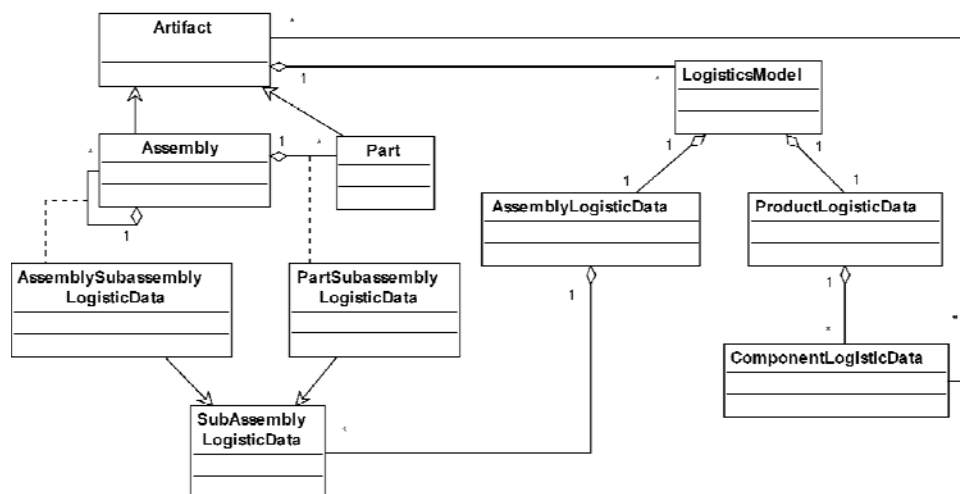 Artifact
*
1
*
LogisticsModel
1
1
Assembly
*
1
*
Part
1
1
1
AssemblyLogisticData
ProductLogisticData
AssemblySubassembly
LogisticData
PartSubassembly
LogisticData
1
1
*
*
ComponentLogisticData
SubAssembly
LogisticData
*